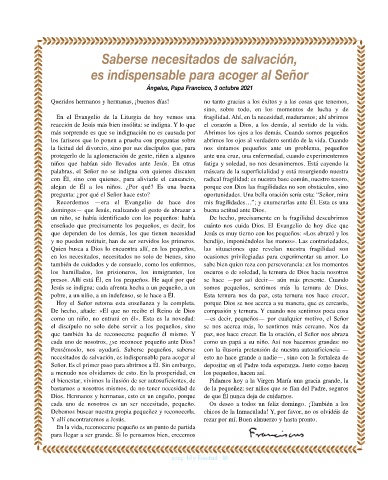 Saberse necesitados de salvación,
es indispensable para acoger al Señor
Ángelus, Papa Francisco, 3 octubre 2021
Queridos hermanos y hermanas, ¡buenos días!
En el Evangelio de la Liturgia de hoy vemos una
reacción de Jesús más bien insólita: se indigna. Y lo que
más sorprende es que su indignación no es causada por
los fariseos que lo ponen a prueba con preguntas sobre
la licitud del divorcio, sino por sus discípulos que, para
protegerlo de la aglomeración de gente, riñen a algunos
niños que habían sido llevados ante Jesús. En otras
palabras, el Señor no se indigna con quienes discuten
con Él, sino con quienes, para aliviarle el cansancio,
alejan de Él a los niños. ¿Por qué? Es una buena
pregunta: ¿por qué el Señor hace esto?
Recordemos —era el Evangelio de hace dos
domingos— que Jesús, realizando el gesto de abrazar a
un niño, se había identificado con los pequeños: había
enseñado que precisamente los pequeños, es decir, los
que dependen de los demás, los que tienen necesidad
y no pueden restituir, han de ser servidos los primeros.
Quien busca a Dios lo encuentra allí, en los pequeños,
en los necesitados, necesitados no solo de bienes, sino
también de cuidados y de consuelo, como los enfermos,
los humillados, los prisioneros, los inmigrantes, los
presos. Allí está Él, en los pequeños. He aquí por qué
Jesús se indigna: cada afrenta hecha a un pequeño, a un
pobre, a un niño, a un indefenso, se le hace a Él.
Hoy el Señor retoma esta enseñanza y la completa.
De hecho, añade: «El que no recibe el Reino de Dios
como un niño, no entrará en él». Esta es la novedad:
el discípulo no solo debe servir a los pequeños, sino
que también ha de reconocerse pequeño él mismo. Y
cada uno de nosotros, ¿se reconoce pequeño ante Dios?
Pensémoslo, nos ayudará. Saberse pequeños, saberse
necesitados de salvación, es indispensable para acoger al
Señor. Es el primer paso para abrirnos a Él. Sin embargo,
a menudo nos olvidamos de esto. En la prosperidad, en
el bienestar, vivimos la ilusión de ser autosuficientes, de
bastarnos a nosotros mismos, de no tener necesidad de
Dios. Hermanos y hermanas, esto es un engaño, porque
cada uno de nosotros es un ser necesitado, pequeño.
Debemos buscar nuestra propia pequeñez y reconocerla.
Y allí encontraremos a Jesús.
En la vida, reconocerse pequeño es un punto de partida
para llegar a ser grande. Si lo pensamos bien, crecemos
no tanto gracias a los éxitos y a las cosas que tenemos,
sino, sobre todo, en los momentos de lucha y de
fragilidad. Ahí, en la necesidad, maduramos; ahí abrimos
el corazón a Dios, a los demás, al sentido de la vida.
Abrimos los ojos a los demás. Cuando somos pequeños
abrimos los ojos al verdadero sentido de la vida. Cuando
nos sintamos pequeños ante un problema, pequeños
ante una cruz, una enfermedad, cuando experimentemos
fatiga y soledad, no nos desanimemos. Está cayendo la
máscara de la superficialidad y está resurgiendo nuestra
radical fragilidad: es nuestra base común, nuestro tesoro,
porque con Dios las fragilidades no son obstáculos, sino
oportunidades. Una bella oración sería esta: "Señor, mira
mis fragilidades..."; y enumerarlas ante Él. Esta es una
buena actitud ante Dios.
De hecho, precisamente en la fragilidad descubrimos
cuánto nos cuida Dios. El Evangelio de hoy dice que
Jesús es muy tierno con los pequeños: «Los abrazó y los
bendijo, imponiéndoles las manos». Las contrariedades,
las situaciones que revelan nuestra fragilidad son
ocasiones privilegiadas para experimentar su amor. Lo
sabe bien quien reza con perseverancia: en los momentos
oscuros o de soledad, la ternura de Dios hacia nosotros
se hace —por así decir— aún más presente. Cuando
somos pequeños, sentimos más la ternura de Dios.
Esta ternura nos da paz, esta ternura nos hace crecer,
porque Dios se nos acerca a su manera, que es cercanía,
compasión y ternura. Y cuando nos sentimos poca cosa
—es decir, pequeños— por cualquier motivo, el Señor
se nos acerca más, lo sentimos más cercano. Nos da
paz, nos hace crecer. En la oración, el Señor nos abraza
como un papá a su niño. Así nos hacemos grandes: no
con la ilusoria pretensión de nuestra autosuficiencia —
esto no hace grande a nadie—, sino con la fortaleza de
depositar en el Padre toda esperanza. Justo como hacen
los pequeños, hacen así.
Pidamos hoy a la Virgen María una gracia grande, la
de la pequeñez: ser niños que se fían del Padre, seguros
de que Él nunca deja de cuidarnos.
Os deseo a todos un feliz domingo. ¡También a los
chicos de la Inmaculada! Y, por favor, no os olvidéis de
rezar por mí. Buen almuerzo y hasta pronto.
Franciscus